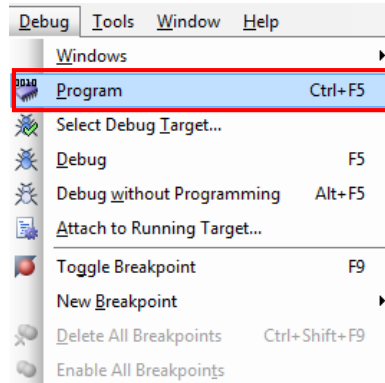 Debug Tools Window Help
Windows
0010
Program Ctrl+F5
Select Debug Target...
Debug F5
Debug without Programming Alt+F5
Attach to Running Target...
Toggle Breakpoint F9
New Breakpoint
Delete All Breakpoints Ctrl+Shift+F9
Enable All Breakpoints